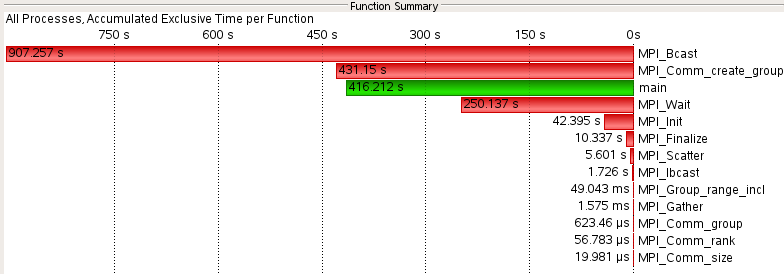 Function Summary
All Processes, Accumulated Exclusive Time per Function
750 s 600 s 450 s 300 s 150 s 0s
907.257 s MPI_Bcast
431.15 s MPI_Comm_create_group
416.212 s main
250.137 s MPI_Wait
42.395 s MPI_Init
10.337 s MPI_Finalize
5.601 s MPI_Scatter
1.726 s MPI_Ibcast
49.043 ms MPI_Group_range_incl
1.575 ms MPI_Gather
623.46 µs MPI_Comm_group
56.783 µs MPI_Comm_rank
19.981 µs MPI_Comm_size